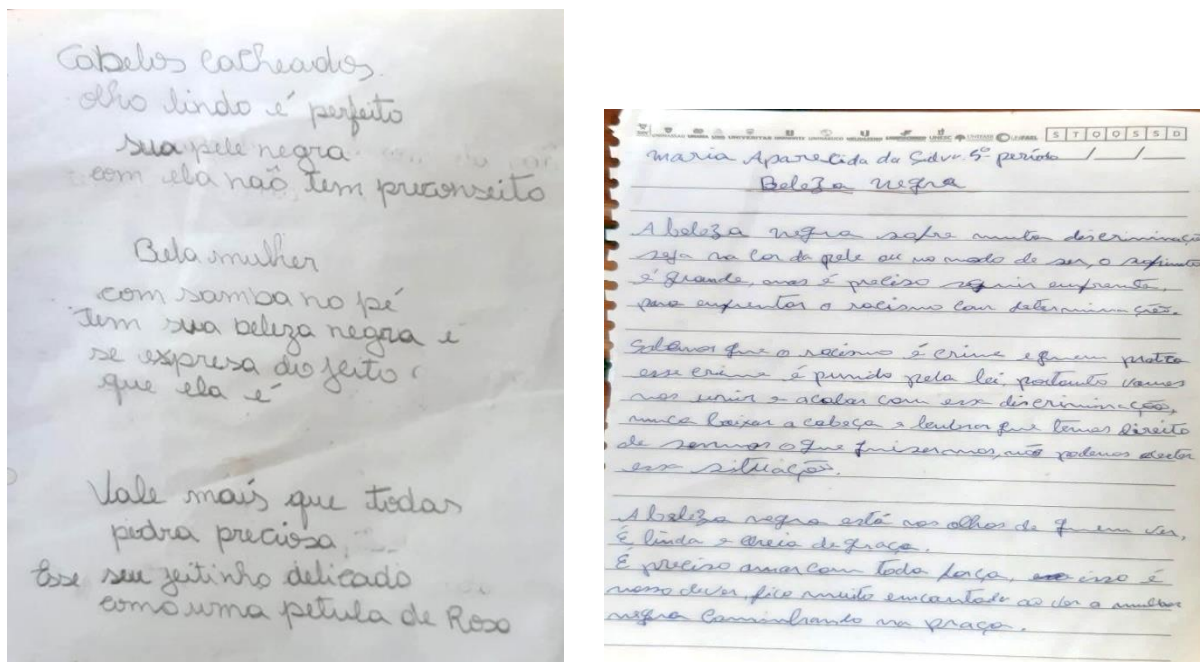 Cabelos cacheados.
olho lindo é perfeito
sua pele negra
com ela não tem preconseito
Bela mulher
com samba no pé
tem sua beleza negra e
se expresa do jeito
que ela é
Vale mais que todas
pedra preciosa
Esse seu jeitinho delicado
como uma petula de Rosa
S T Q Q S S D
Maria Aparecida da Silva 5º período / /
Beleza negra
A beleza negra sofre muita discriminaçã
seja na cor da pele ou no modo de ser, o sofrimento
é grande, mas é preciso seguir enfrente,
para enfrentar o racismo com determinação.
Sabemos que o racismo é crime e quem pratica
esse crime é punido pela lei, portanto vamos
nos unir e acabar com essa discriminação,
nunca baixar a cabeça e lembrar que temos direito
de sermos o que quisermos, não podemos aceitar
essa situação.
A beleza negra está nos olhos de quem ver,
É linda e cheia de graça.
É preciso amar com toda força, isso é
nosso dever, fico muito encantada ao ver a mulher
negra caminhando na praça.